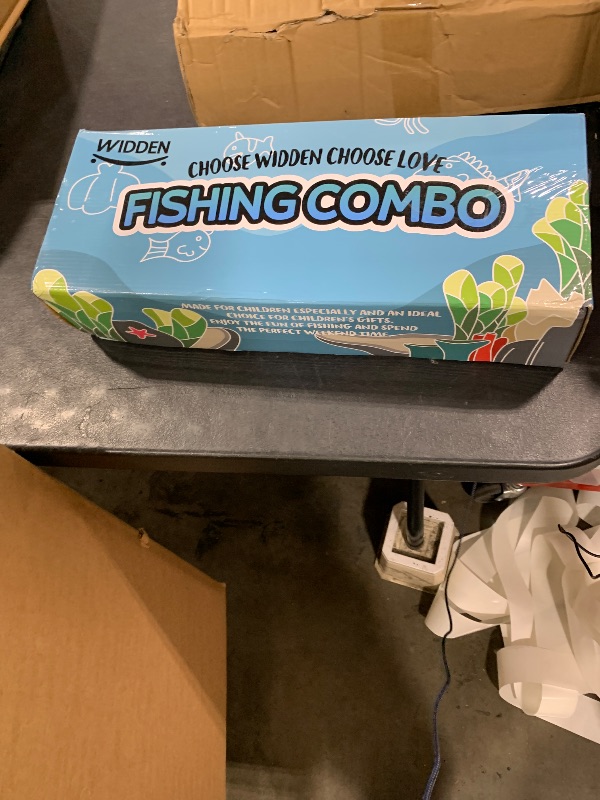 WIDDEN
CHOOSE WIDDEN CHOOSE LOVE
FISHING COMBO
MADE FOR CHILDREN ESPECIALLY AND AN IDEAL
CHOICE FOR CHILDREN'S GIFTS.
ENJOY THE FUN OF FISHING AND SPEND
THE PERFECT WEEKEND TIME